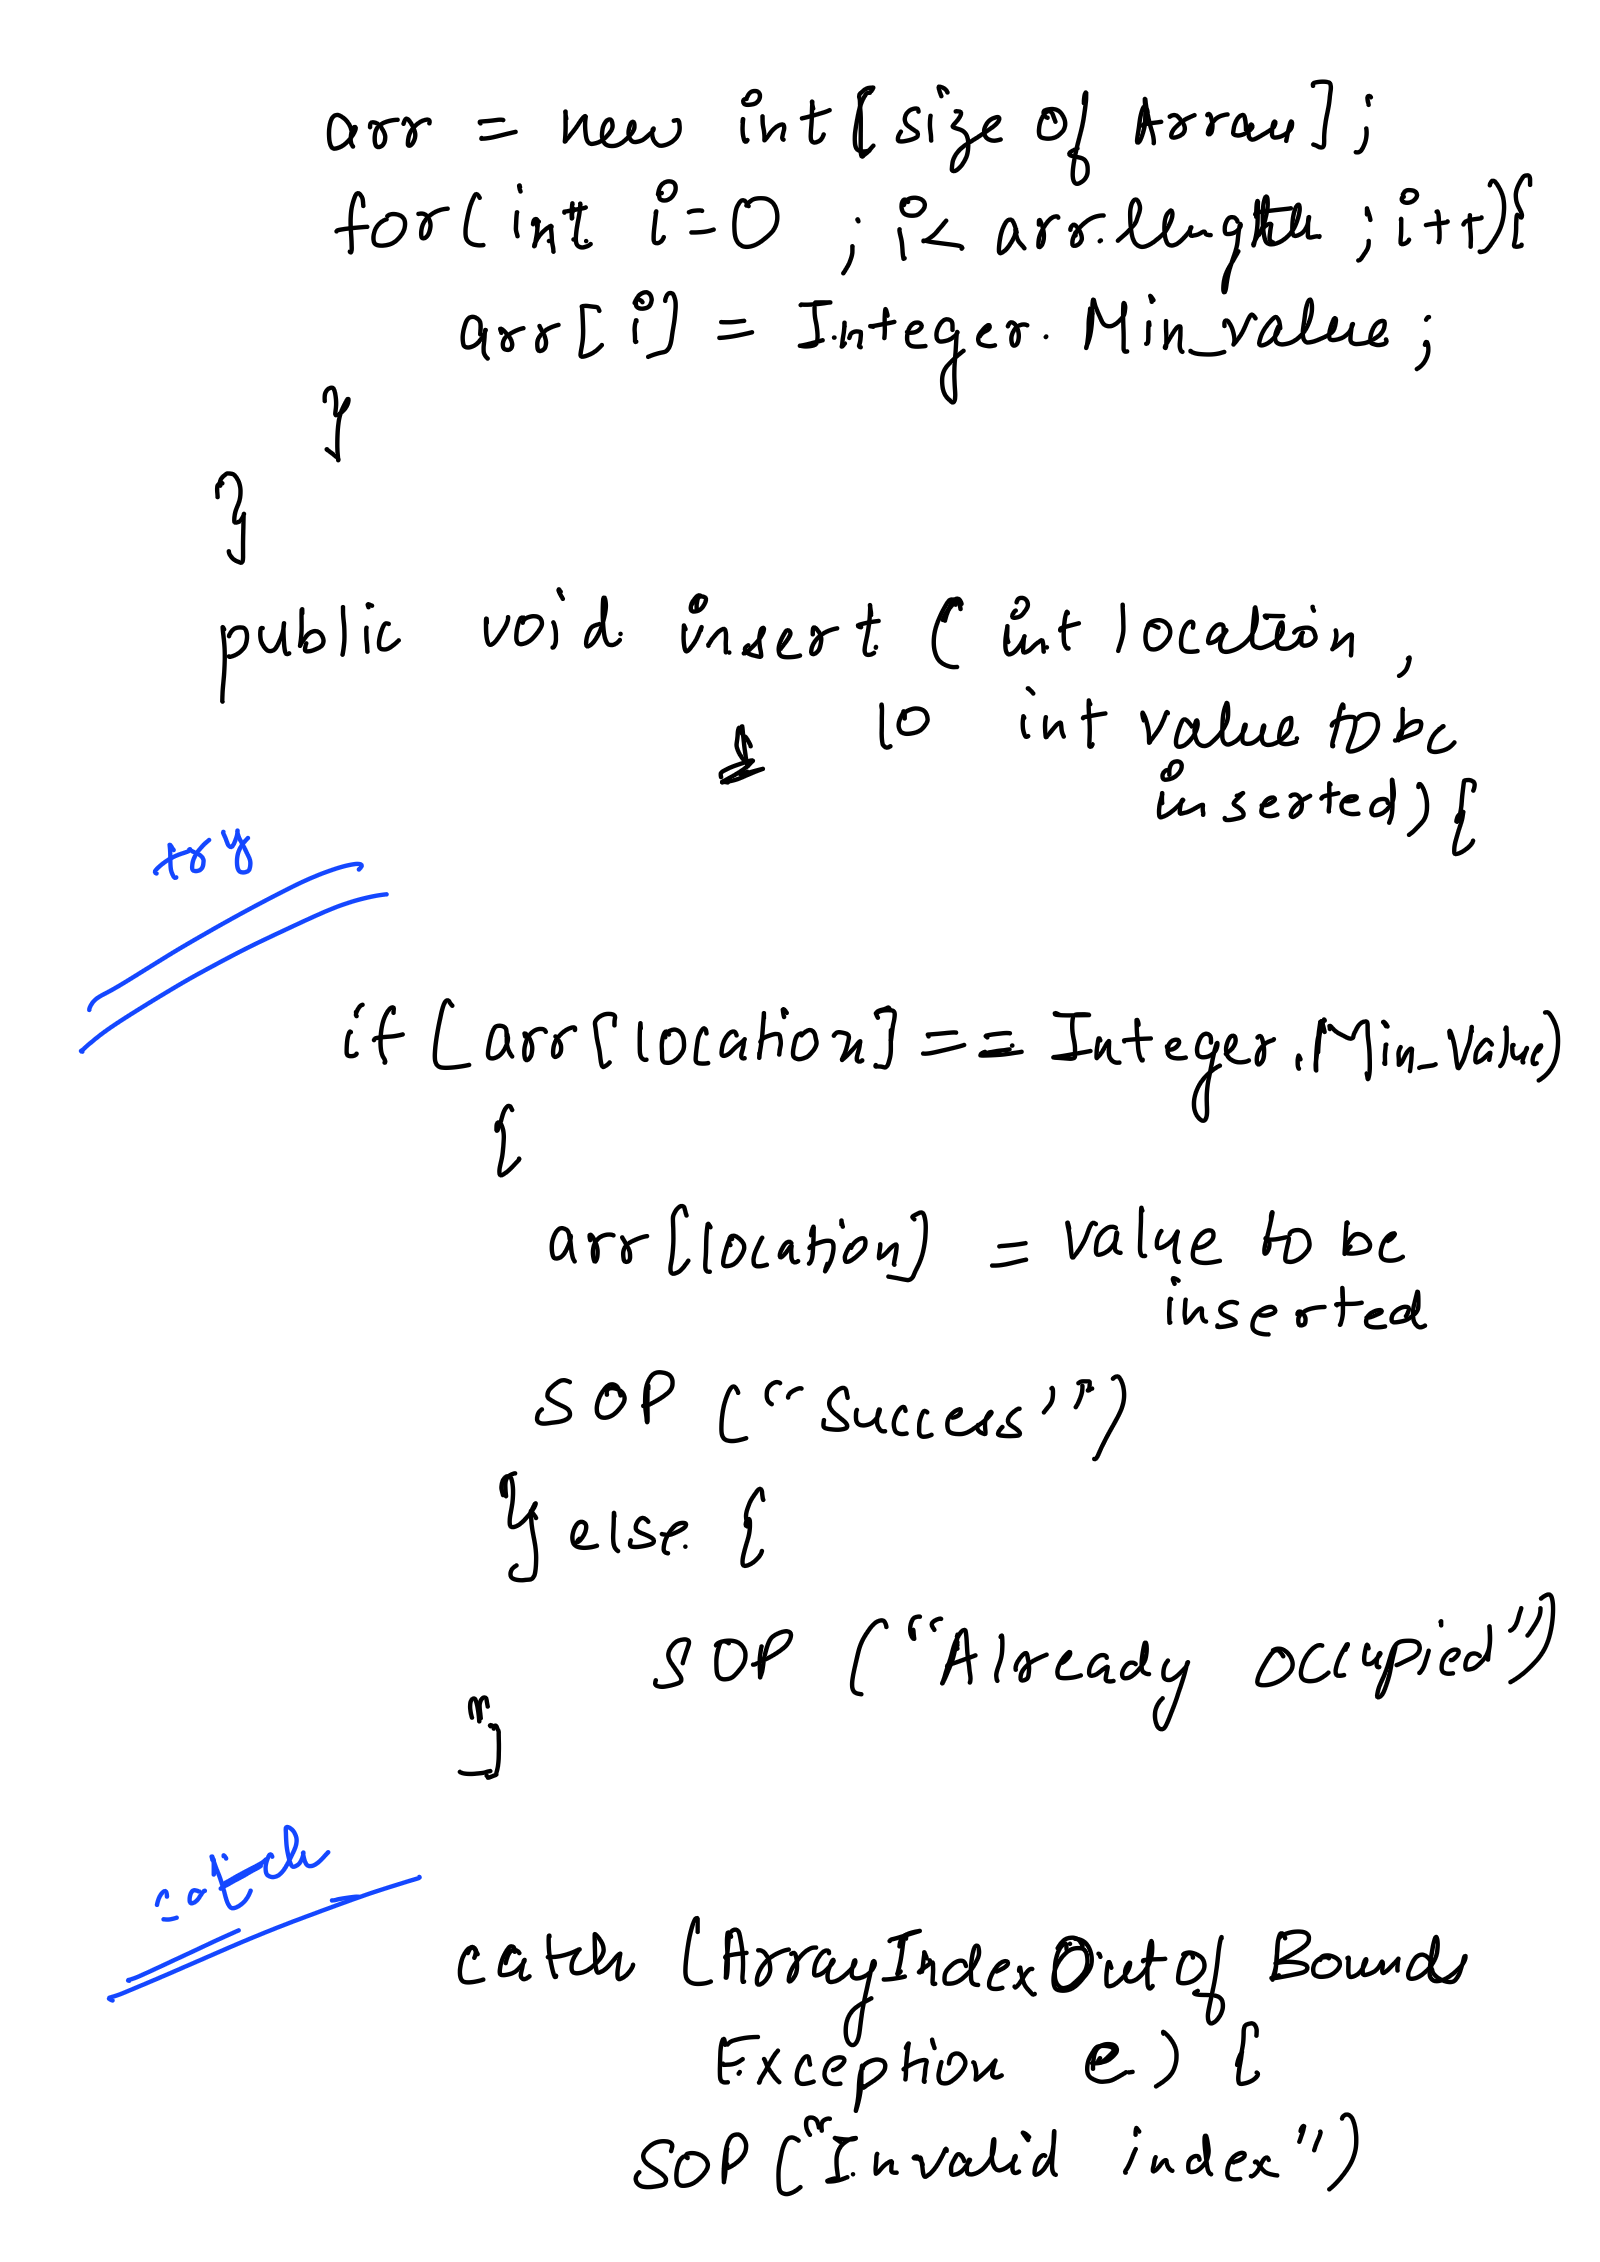 arr = new int[size of Array];
for(int i=0 ; i< arr.length ; i++){
arr[i] = Integer. Min_value ;
}
}
public void insert ( int location ,
10 int value to be
inserted) {
try
if (arr[location] == = Integer.Min_Value)
{
arr[location] = value to be
inserted
SOP ("Success")
} else {
SOP ("Already occupied")
}
catch
catch (ArrayIndexOutof Bounds
Exception e) {
SOP ("Invalid index")